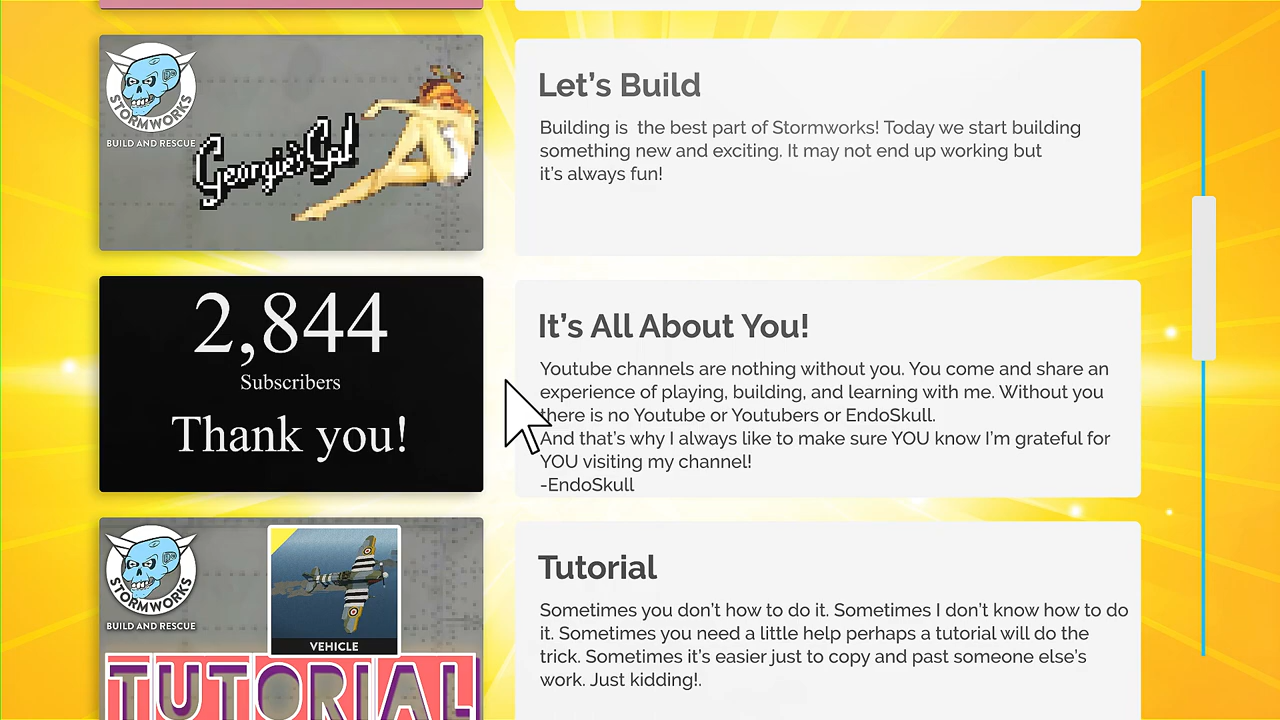 STORMWORKS
BUILD AND RESCUE
Georgie's Gal
Let's Build
Building is  the best part of Stormworks! Today we start building
something new and exciting. It may not end up working but
it's always fun!
2,844
Subscribers
Thank you!
It's All About You!
Youtube channels are nothing without you. You come and share an
experience of playing, building, and learning with me. Without you
there is no Youtube or Youtubers or EndoSkull.
And that's why I always like to make sure YOU know I'm grateful for
YOU visiting my channel!
-EndoSkull
STORMWORKS
BUILD AND RESCUE
VEHICLE
TUTORIAL
Tutorial
Sometimes you don't how to do it. Sometimes I don't know how to do
it. Sometimes you need a little help perhaps a tutorial will do the
trick. Sometimes it's easier just to copy and past someone else's
work. Just kidding!.